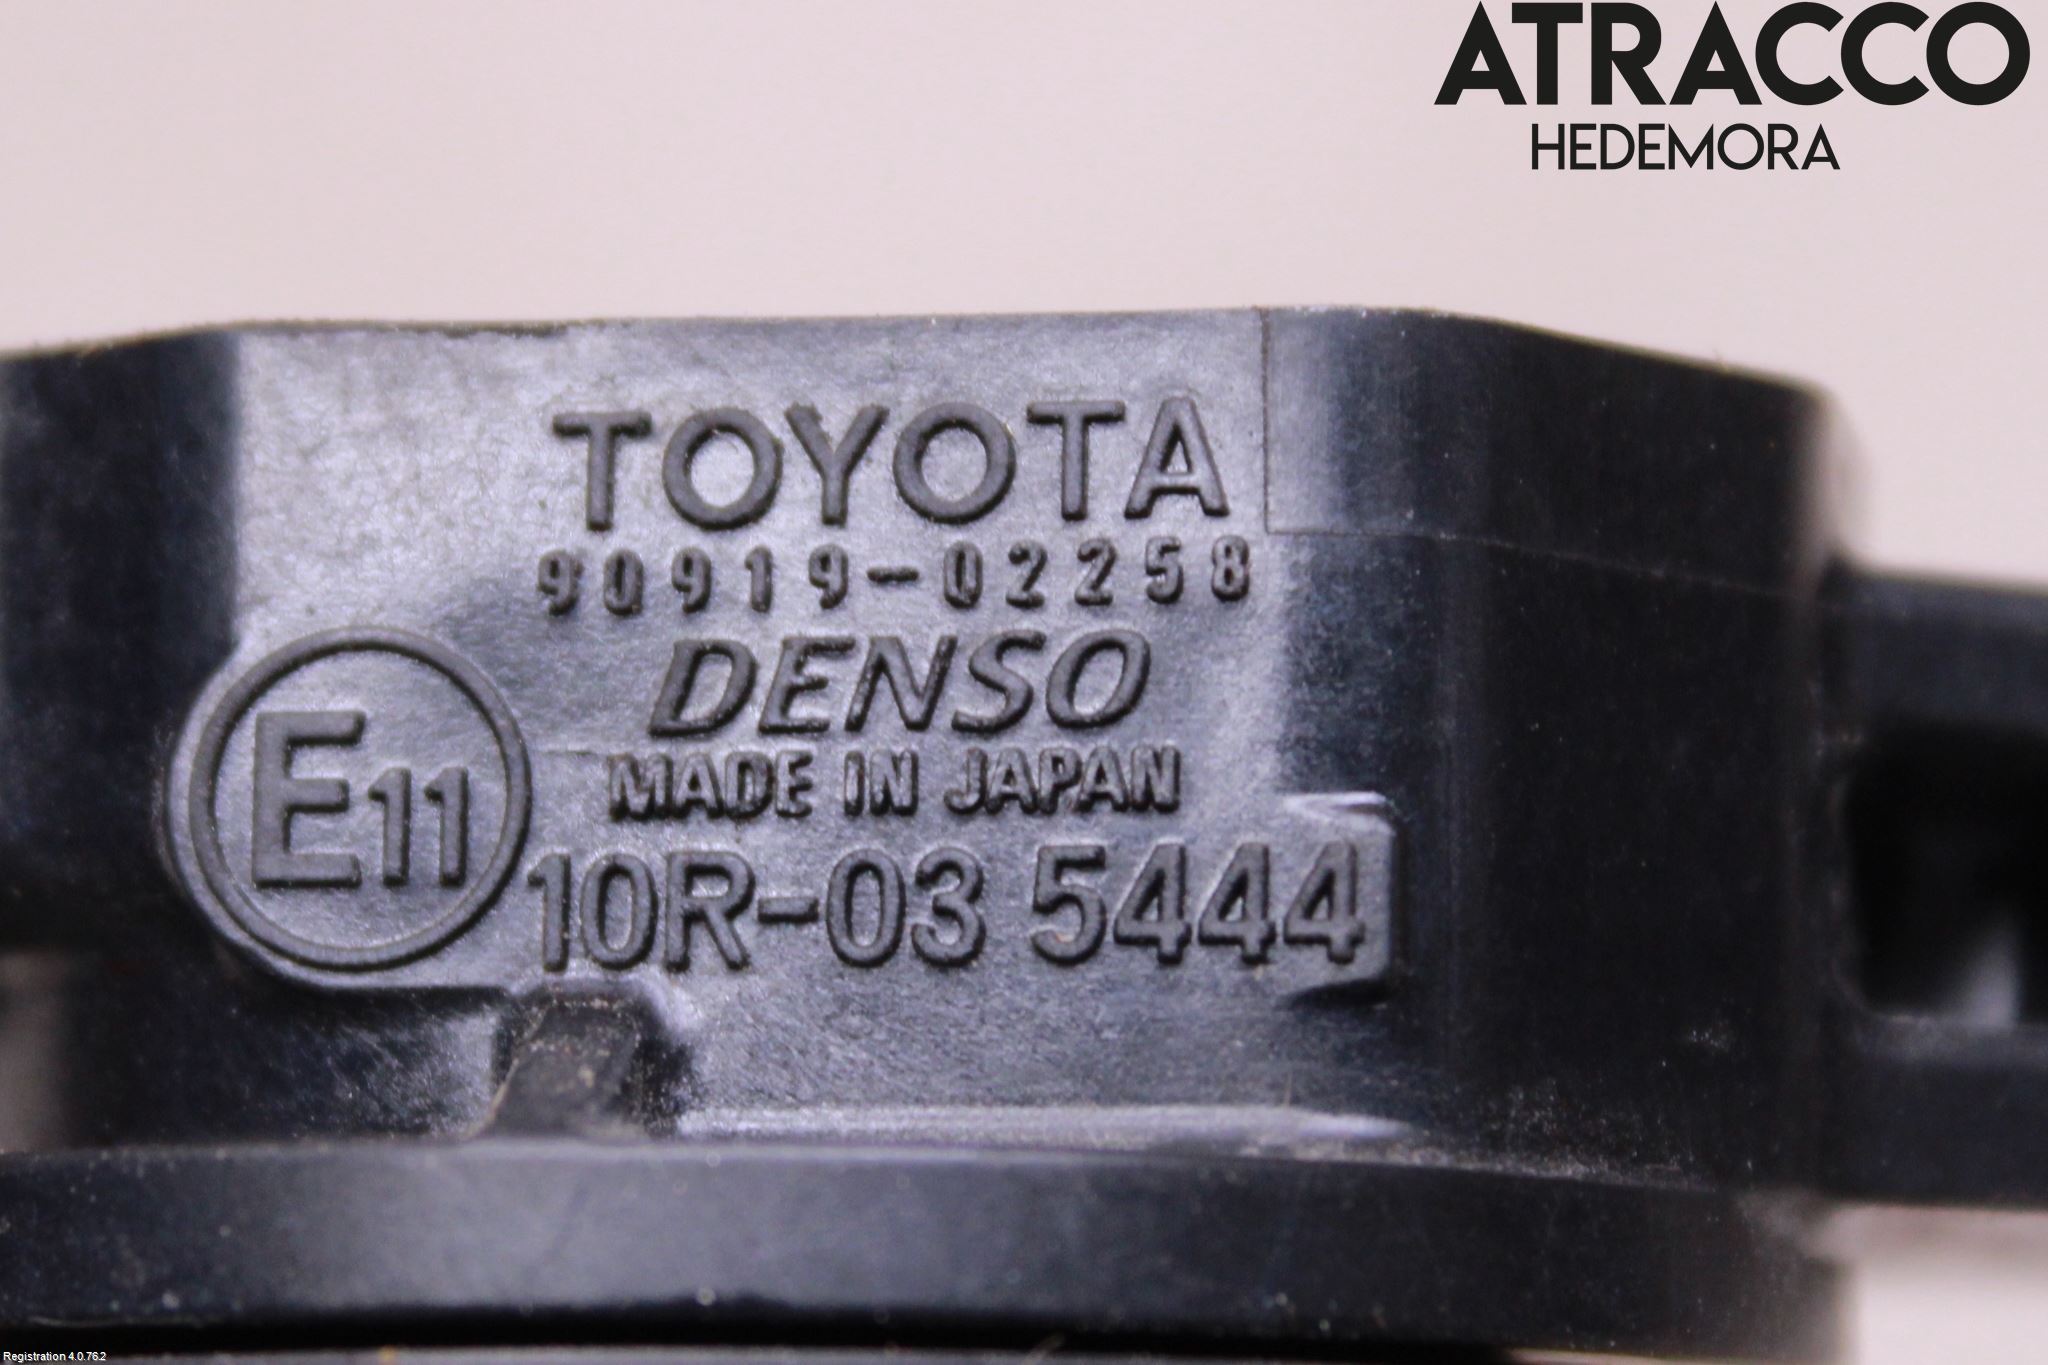 ATRACCO
HEDEMORA
TOYOTA
90919-02258
DENSO
MADE IN JAPAN
E11
10R-03 5444
Registration 4.0.76.2